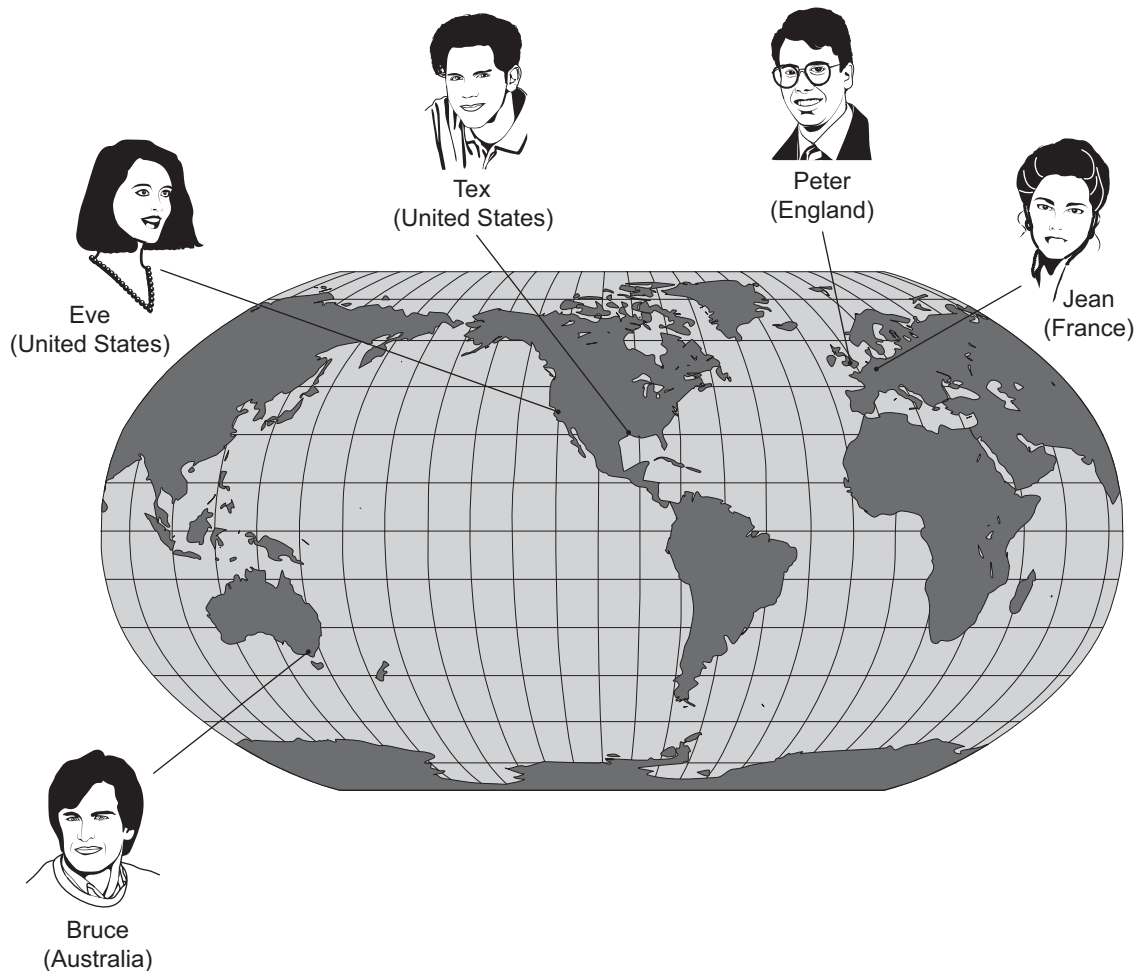 Tex
(United States)
Peter
(England)
Eve
(United States)
Jean
(France)
Bruce
(Australia)